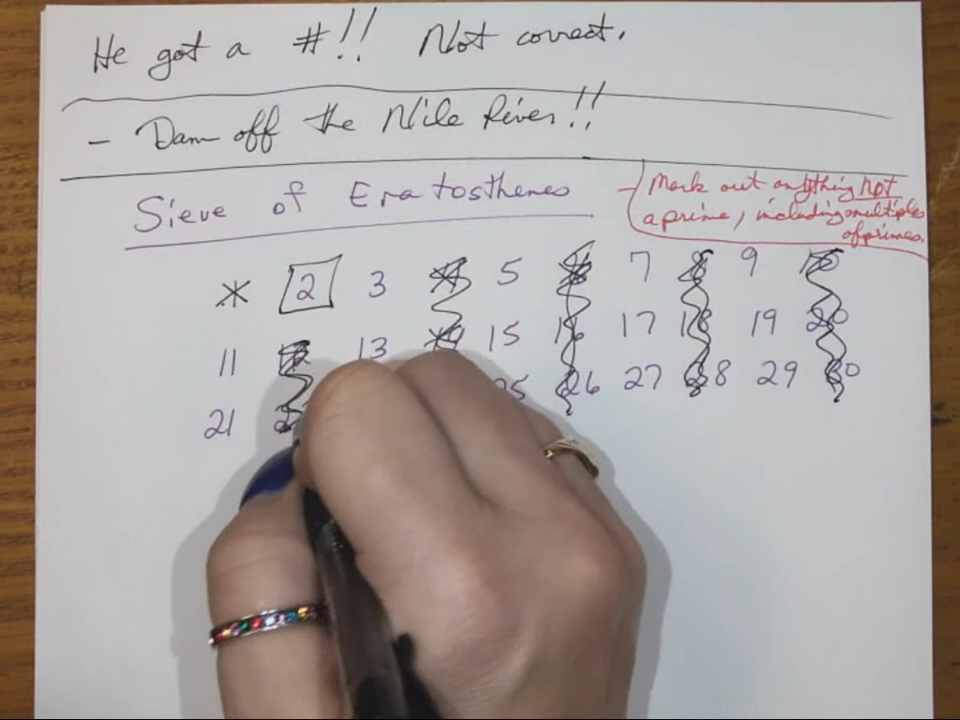 He got a #!! Not correct.
- Dam off the Nile River!!
Sieve of Eratosthenes
- Mark out anything not
a prime, including multiples
of primes.
* 2 3 4 5 6 7 8 9 10
11 12 13 14 15 16 17 18 19 20
21 22 25 26 27 28 29 30